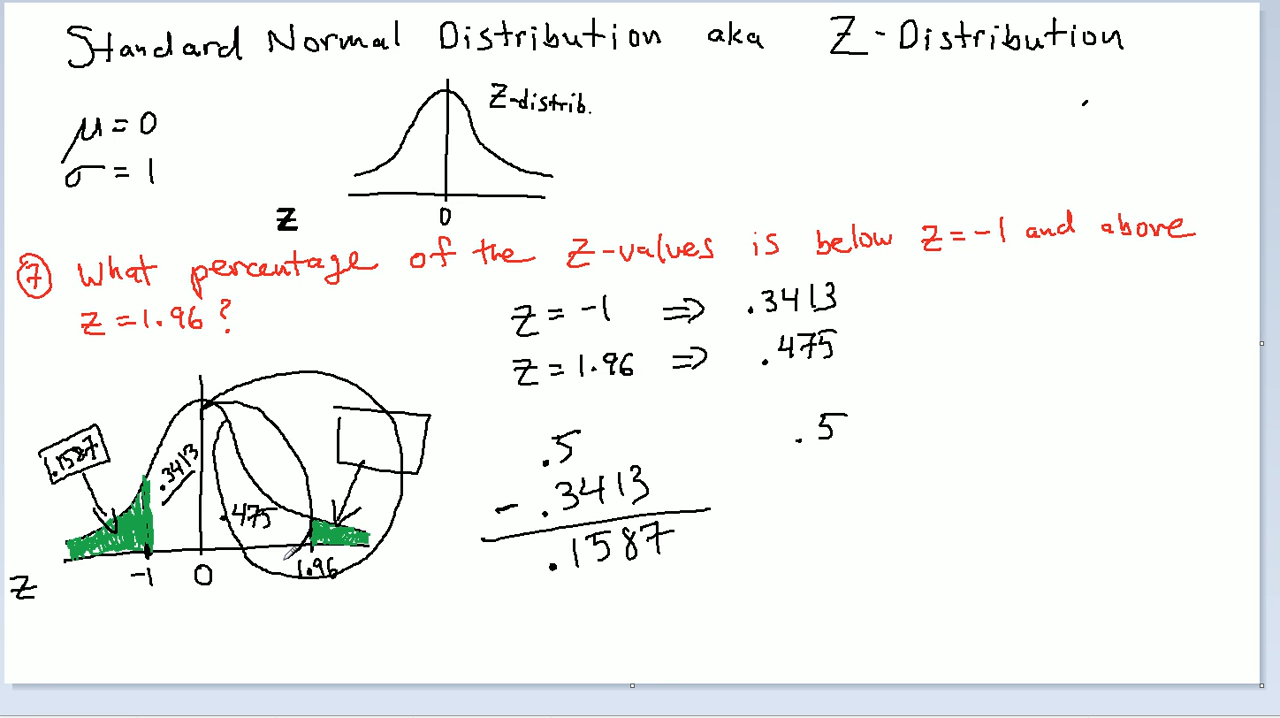 Standard Normal Distribution aka Z-Distribution
Z-distrib.
μ = 0
σ = 1
Z
0
⑦ What percentage of the Z-values is below Z = -1 and above
Z = 1.96?
Z = -1 ⇒ .3413
Z = 1.96 ⇒ .475
.5
- .3413
.1587
.5
.1587
.3413
.475
-1 0 1.96
Z